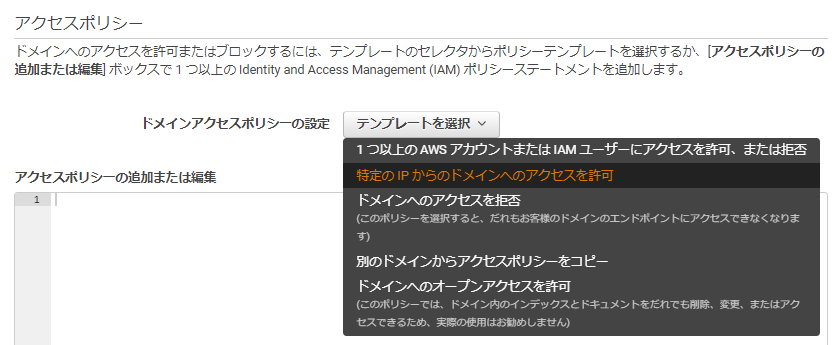 アクセスポリシー
ドメインへのアクセスを許可またはブロックするには、テンプレートのセレクタからポリシーテンプレートを選択するか、[アクセスポリシーの
追加または編集] ボックスで 1 つ以上の Identity and Access Management (IAM) ポリシーステートメントを追加します。
ドメインアクセスポリシーの設定 テンプレートを選択
1 つ以上の AWS アカウントまたは IAM ユーザーにアクセスを許可、または拒否
特定の IP からのドメインへのアクセスを許可
アクセスポリシーの追加または編集
1
ドメインへのアクセスを拒否
(このポリシーを選択すると、だれもお客様のドメインのエンドポイントにアクセスできなくなりま
す)
別のドメインからアクセスポリシーをコピー
ドメインへのオープンアクセスを許可
(このポリシーでは、ドメイン内のインデックスとドキュメントをだれでも削除、変更、またはアク
セスできるため、実際の使用はお勧めしません)